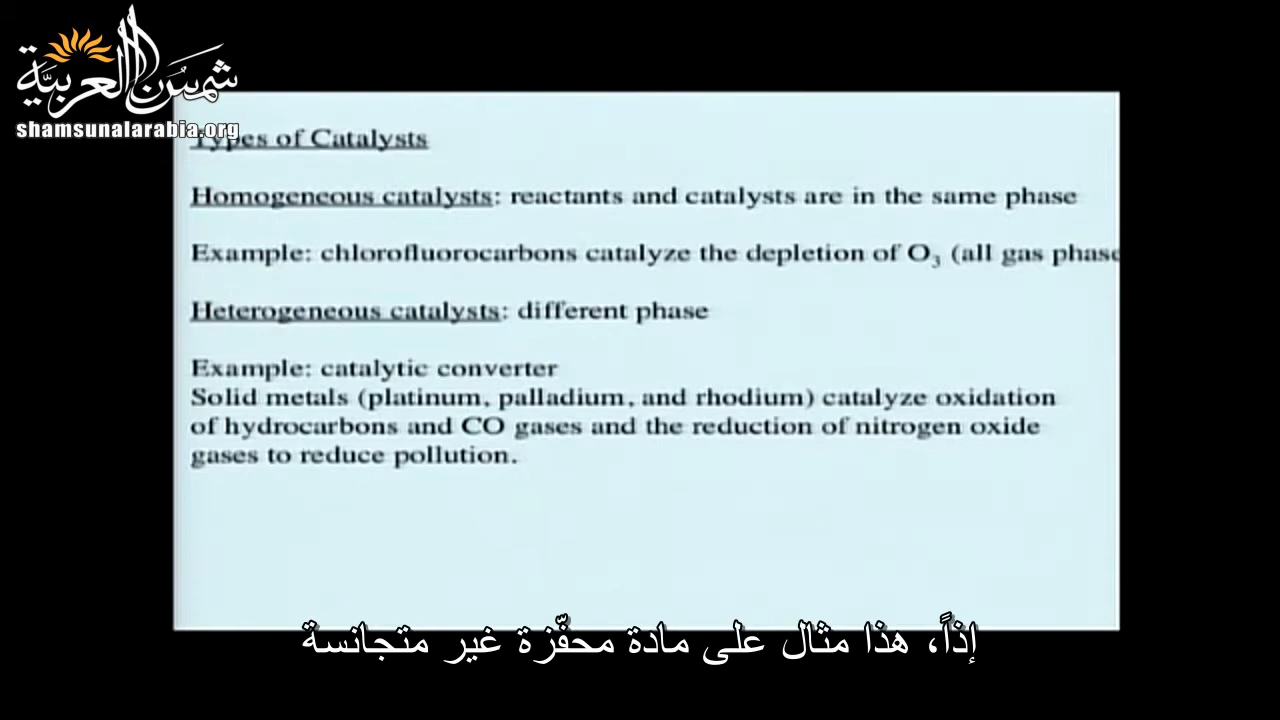 شمسُ العربيّة
shamsunalarabia.org
Types of Catalysts
Homogeneous catalysts: reactants and catalysts are in the same phase
Example: chlorofluorocarbons catalyze the depletion of O₃ (all gas phase
Heterogeneous catalysts: different phase
Example: catalytic converter
Solid metals (platinum, palladium, and rhodium) catalyze oxidation
of hydrocarbons and CO gases and the reduction of nitrogen oxide
gases to reduce pollution.
إذاً، هذا مثال على مادة محفّزة غير متجانسة